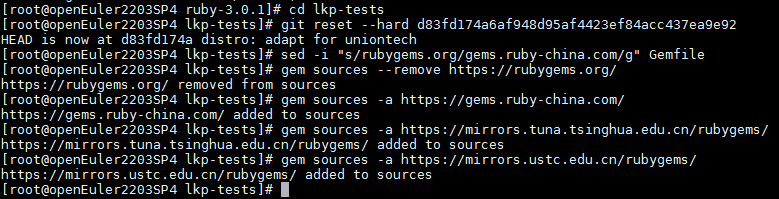 [root@openEuler2203SP4 ruby-3.0.1]# cd lkp-tests
[root@openEuler2203SP4 lkp-tests]# git reset --hard d83fd174a6af948d95af4423ef84acc437ea9e92
HEAD is now at d83fd174a distro: adapt for uniontech
[root@openEuler2203SP4 lkp-tests]# sed -i "s/rubygems.org/gems.ruby-china.com/g" Gemfile
[root@openEuler2203SP4 lkp-tests]# gem sources --remove https://rubygems.org/
https://rubygems.org/ removed from sources
[root@openEuler2203SP4 lkp-tests]# gem sources -a https://gems.ruby-china.com/
https://gems.ruby-china.com/ added to sources
[root@openEuler2203SP4 lkp-tests]# gem sources -a https://mirrors.tuna.tsinghua.edu.cn/rubygems/
https://mirrors.tuna.tsinghua.edu.cn/rubygems/ added to sources
[root@openEuler2203SP4 lkp-tests]# gem sources -a https://mirrors.ustc.edu.cn/rubygems/
https://mirrors.ustc.edu.cn/rubygems/ added to sources
[root@openEuler2203SP4 lkp-tests]#